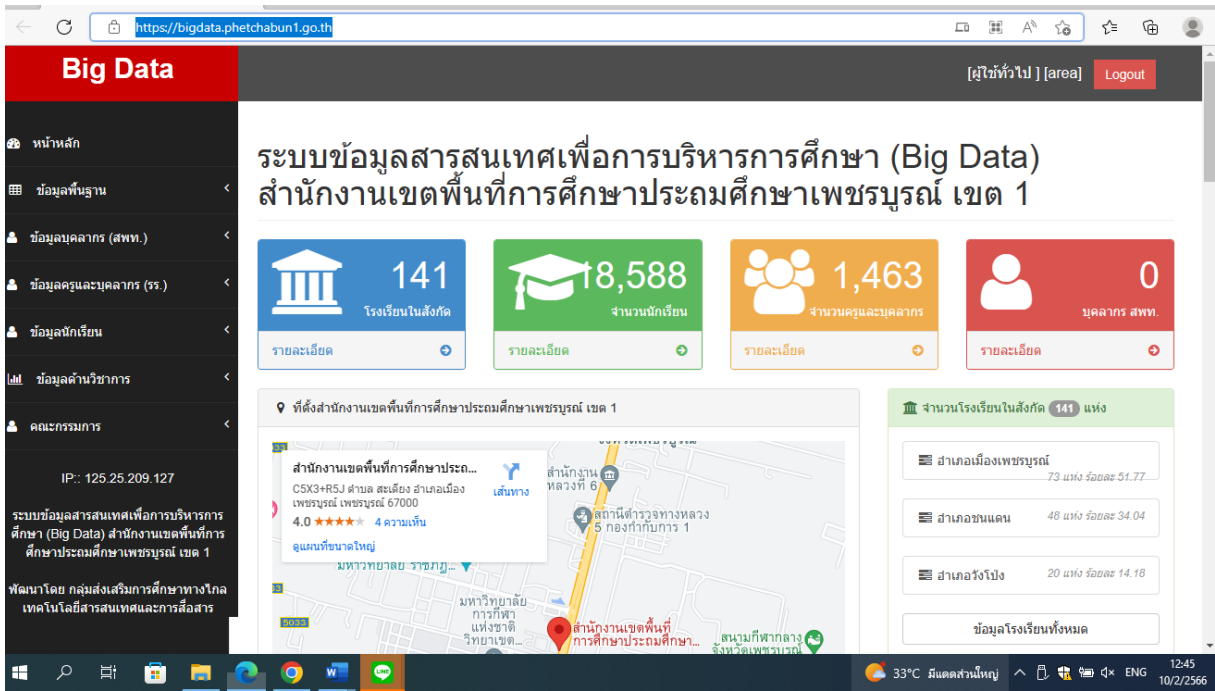 https://bigdata.phetchabun1.go.th
Big Data
[ผู้ใช้ทั่วไป ] [area]
Logout
หน้าหลัก
ข้อมูลพื้นฐาน
ข้อมูลบุคลากร (สพท.)
ข้อมูลครูและบุคลากร (รร.)
ข้อมูลนักเรียน
ข้อมูลด้านวิชาการ
คณะกรรมการ
IP:: 125.25.209.127
ระบบข้อมูลสารสนเทศเพื่อการบริหารการ
ศึกษา (Big Data) สำนักงานเขตพื้นที่การ
ศึกษาประถมศึกษาเพชรบูรณ์ เขต 1
พัฒนาโดย กลุ่มส่งเสริมการศึกษาทางไกล
เทคโนโลยีสารสนเทศและการสื่อสาร
ระบบข้อมูลสารสนเทศเพื่อการบริหารการศึกษา (Big Data)
สำนักงานเขตพื้นที่การศึกษาประถมศึกษาเพชรบูรณ์ เขต 1
141
โรงเรียนในสังกัด
รายละเอียด
18,588
จำนวนนักเรียน
รายละเอียด
1,463
จำนวนครูและบุคลากร
รายละเอียด
0
บุคลากร สพท.
รายละเอียด
ที่ตั้งสำนักงานเขตพื้นที่การศึกษาประถมศึกษาเพชรบูรณ์ เขต 1
สำนักงานเขตพื้นที่การศึกษาประถ...
C5X3+R5J ตำบล สะเดียง อำเภอเมือง
เพชรบูรณ์ เพชรบูรณ์ 67000
4.0 ★★★★★ 4 ความเห็น
ดูแผนที่ขนาดใหญ่
เส้นทาง
สำนักงาน
หลวงที่ 6
สถานีตำรวจทางหลวง
5 กองกำกับการ 1
มหาวิทยาลัย ราชภัฏ...
มหาวิทยาลัย
การกีฬา
แห่งชาติ
วิทยาเขต...
5033
สำนักงานเขตพื้นที่
การศึกษาประถมศึกษา...
สนามกีฬากลาง
จังหวัดเพชรบูรณ์
จำนวนโรงเรียนในสังกัด 141 แห่ง
อำเภอเมืองเพชรบูรณ์
73 แห่ง ร้อยละ 51.77
อำเภอชนแดน 48 แห่ง ร้อยละ 34.04
อำเภอวังโป่ง 20 แห่ง ร้อยละ 14.18
ข้อมูลโรงเรียนทั้งหมด
33°C มีแดดส่วนใหญ่
ENG
12:45
10/2/2566